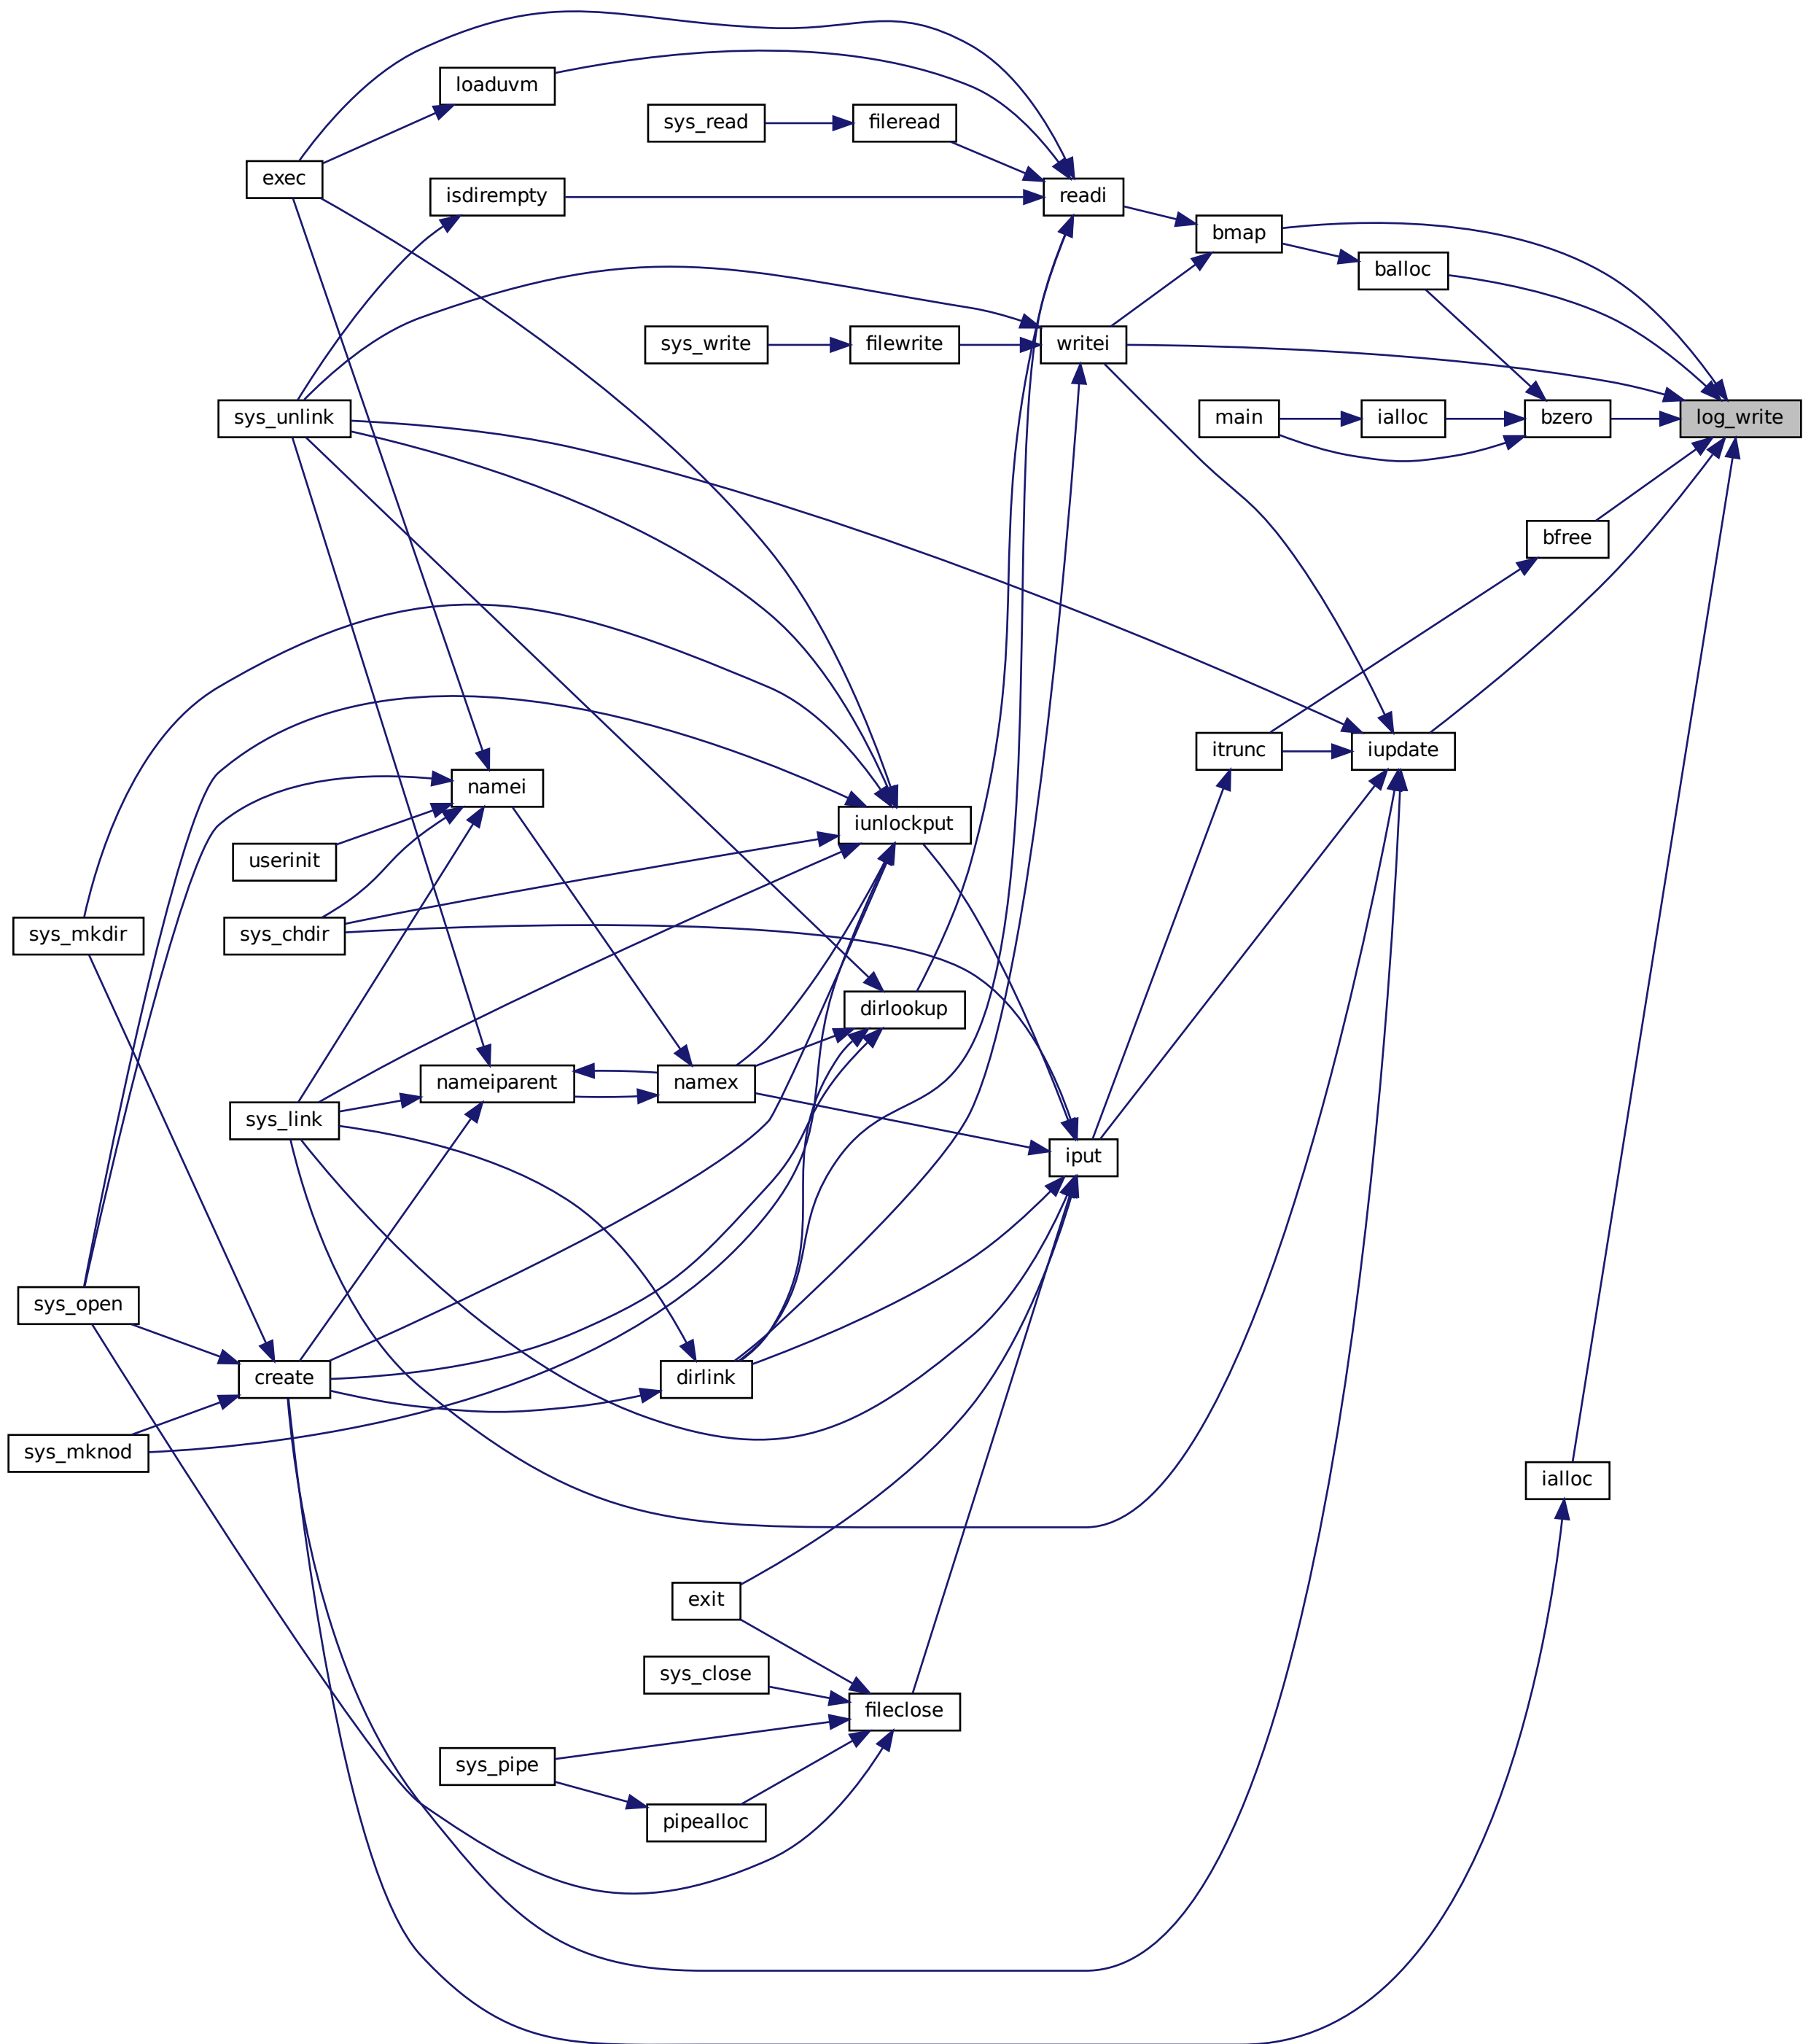 loaduvm
sys_read
fileread
exec
isdirempty
readi
bmap
balloc
sys_write
filewrite
writei
sys_unlink
main
ialloc
bzero
log_write
bfree
itrunc
iupdate
namei
iunlockput
userinit
sys_mkdir
sys_chdir
dirlookup
nameiparent
namex
sys_link
iput
sys_open
create
dirlink
sys_mknod
ialloc
exit
sys_close
fileclose
sys_pipe
pipealloc